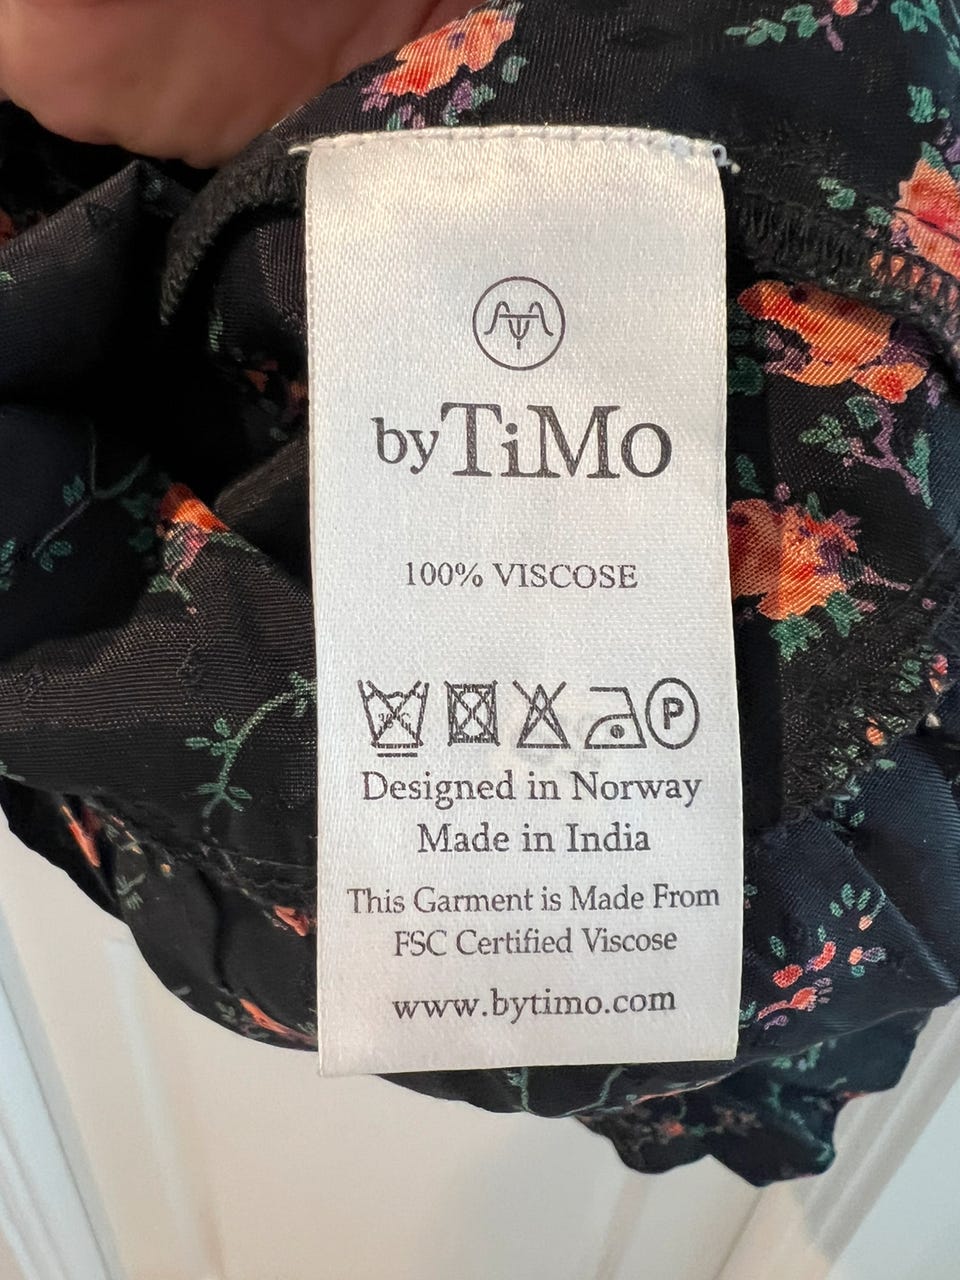 byTiMo
100% VISCOSE
P
Designed in Norway
Made in India
This Garment is Made From
FSC Certified Viscose
www.bytimo.com